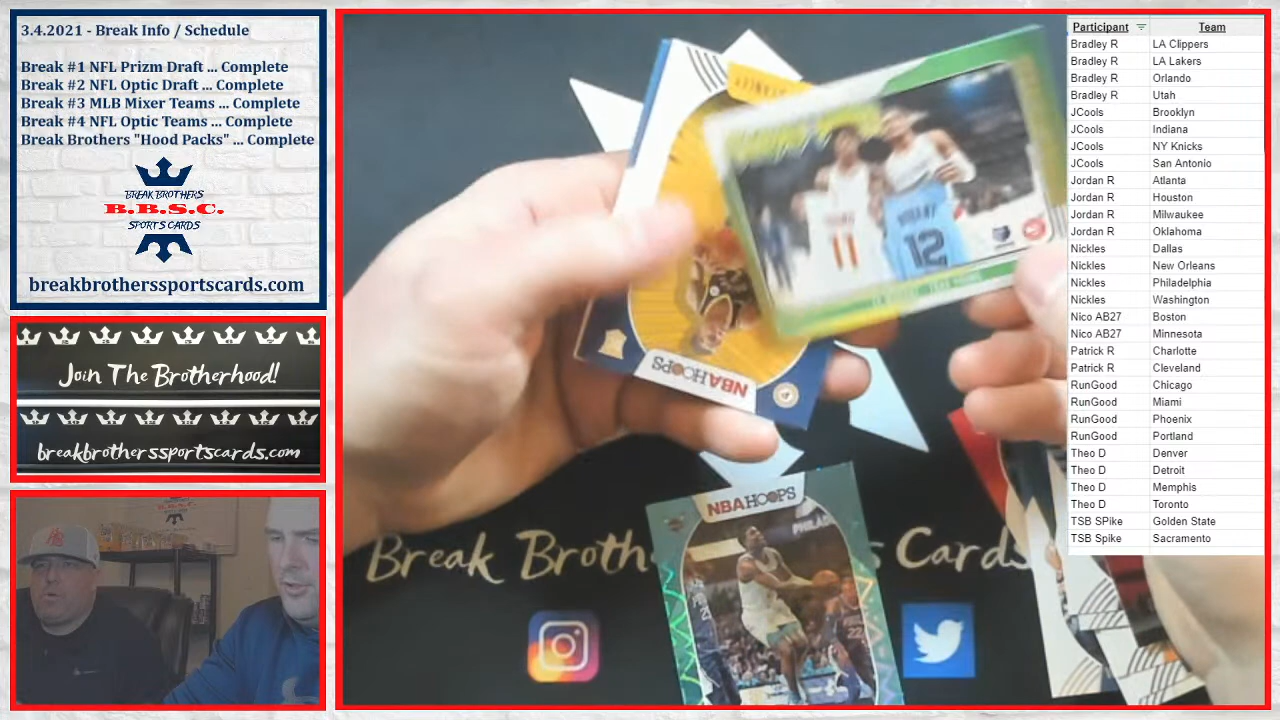 3.4.2021 - Break Info / Schedule
Break #1 NFL Prizm Draft ... Complete
Break #2 NFL Optic Draft ... Complete
Break #3 MLB Mixer Teams ... Complete
Break #4 NFL Optic Teams ... Complete
Break Brothers "Hood Packs" ... Complete
BREAK BROTHERS
B.B.S.C.
SPORTS CARDS
breakbrotherssportscards.com
Join The Brotherhood!
breakbrotherssportscards.com
11
12
NBA HOOPS
NBA HOOPS
22
Break Broth
s Cards
Participant Team
Bradley R LA Clippers
Bradley R LA Lakers
Bradley R Orlando
Bradley R Utah
JCools Brooklyn
JCools Indiana
JCools NY Knicks
JCools San Antonio
Jordan R Atlanta
Jordan R Houston
Jordan R Milwaukee
Jordan R Oklahoma
Nickles Dallas
Nickles New Orleans
Nickles Philadelphia
Nickles Washington
Nico AB27 Boston
Nico AB27 Minnesota
Patrick R Charlotte
Patrick R Cleveland
RunGood Chicago
RunGood Miami
RunGood Phoenix
RunGood Portland
Theo D Denver
Theo D Detroit
Theo D Memphis
Theo D Toronto
TSB SPike Golden State
TSB Spike Sacramento